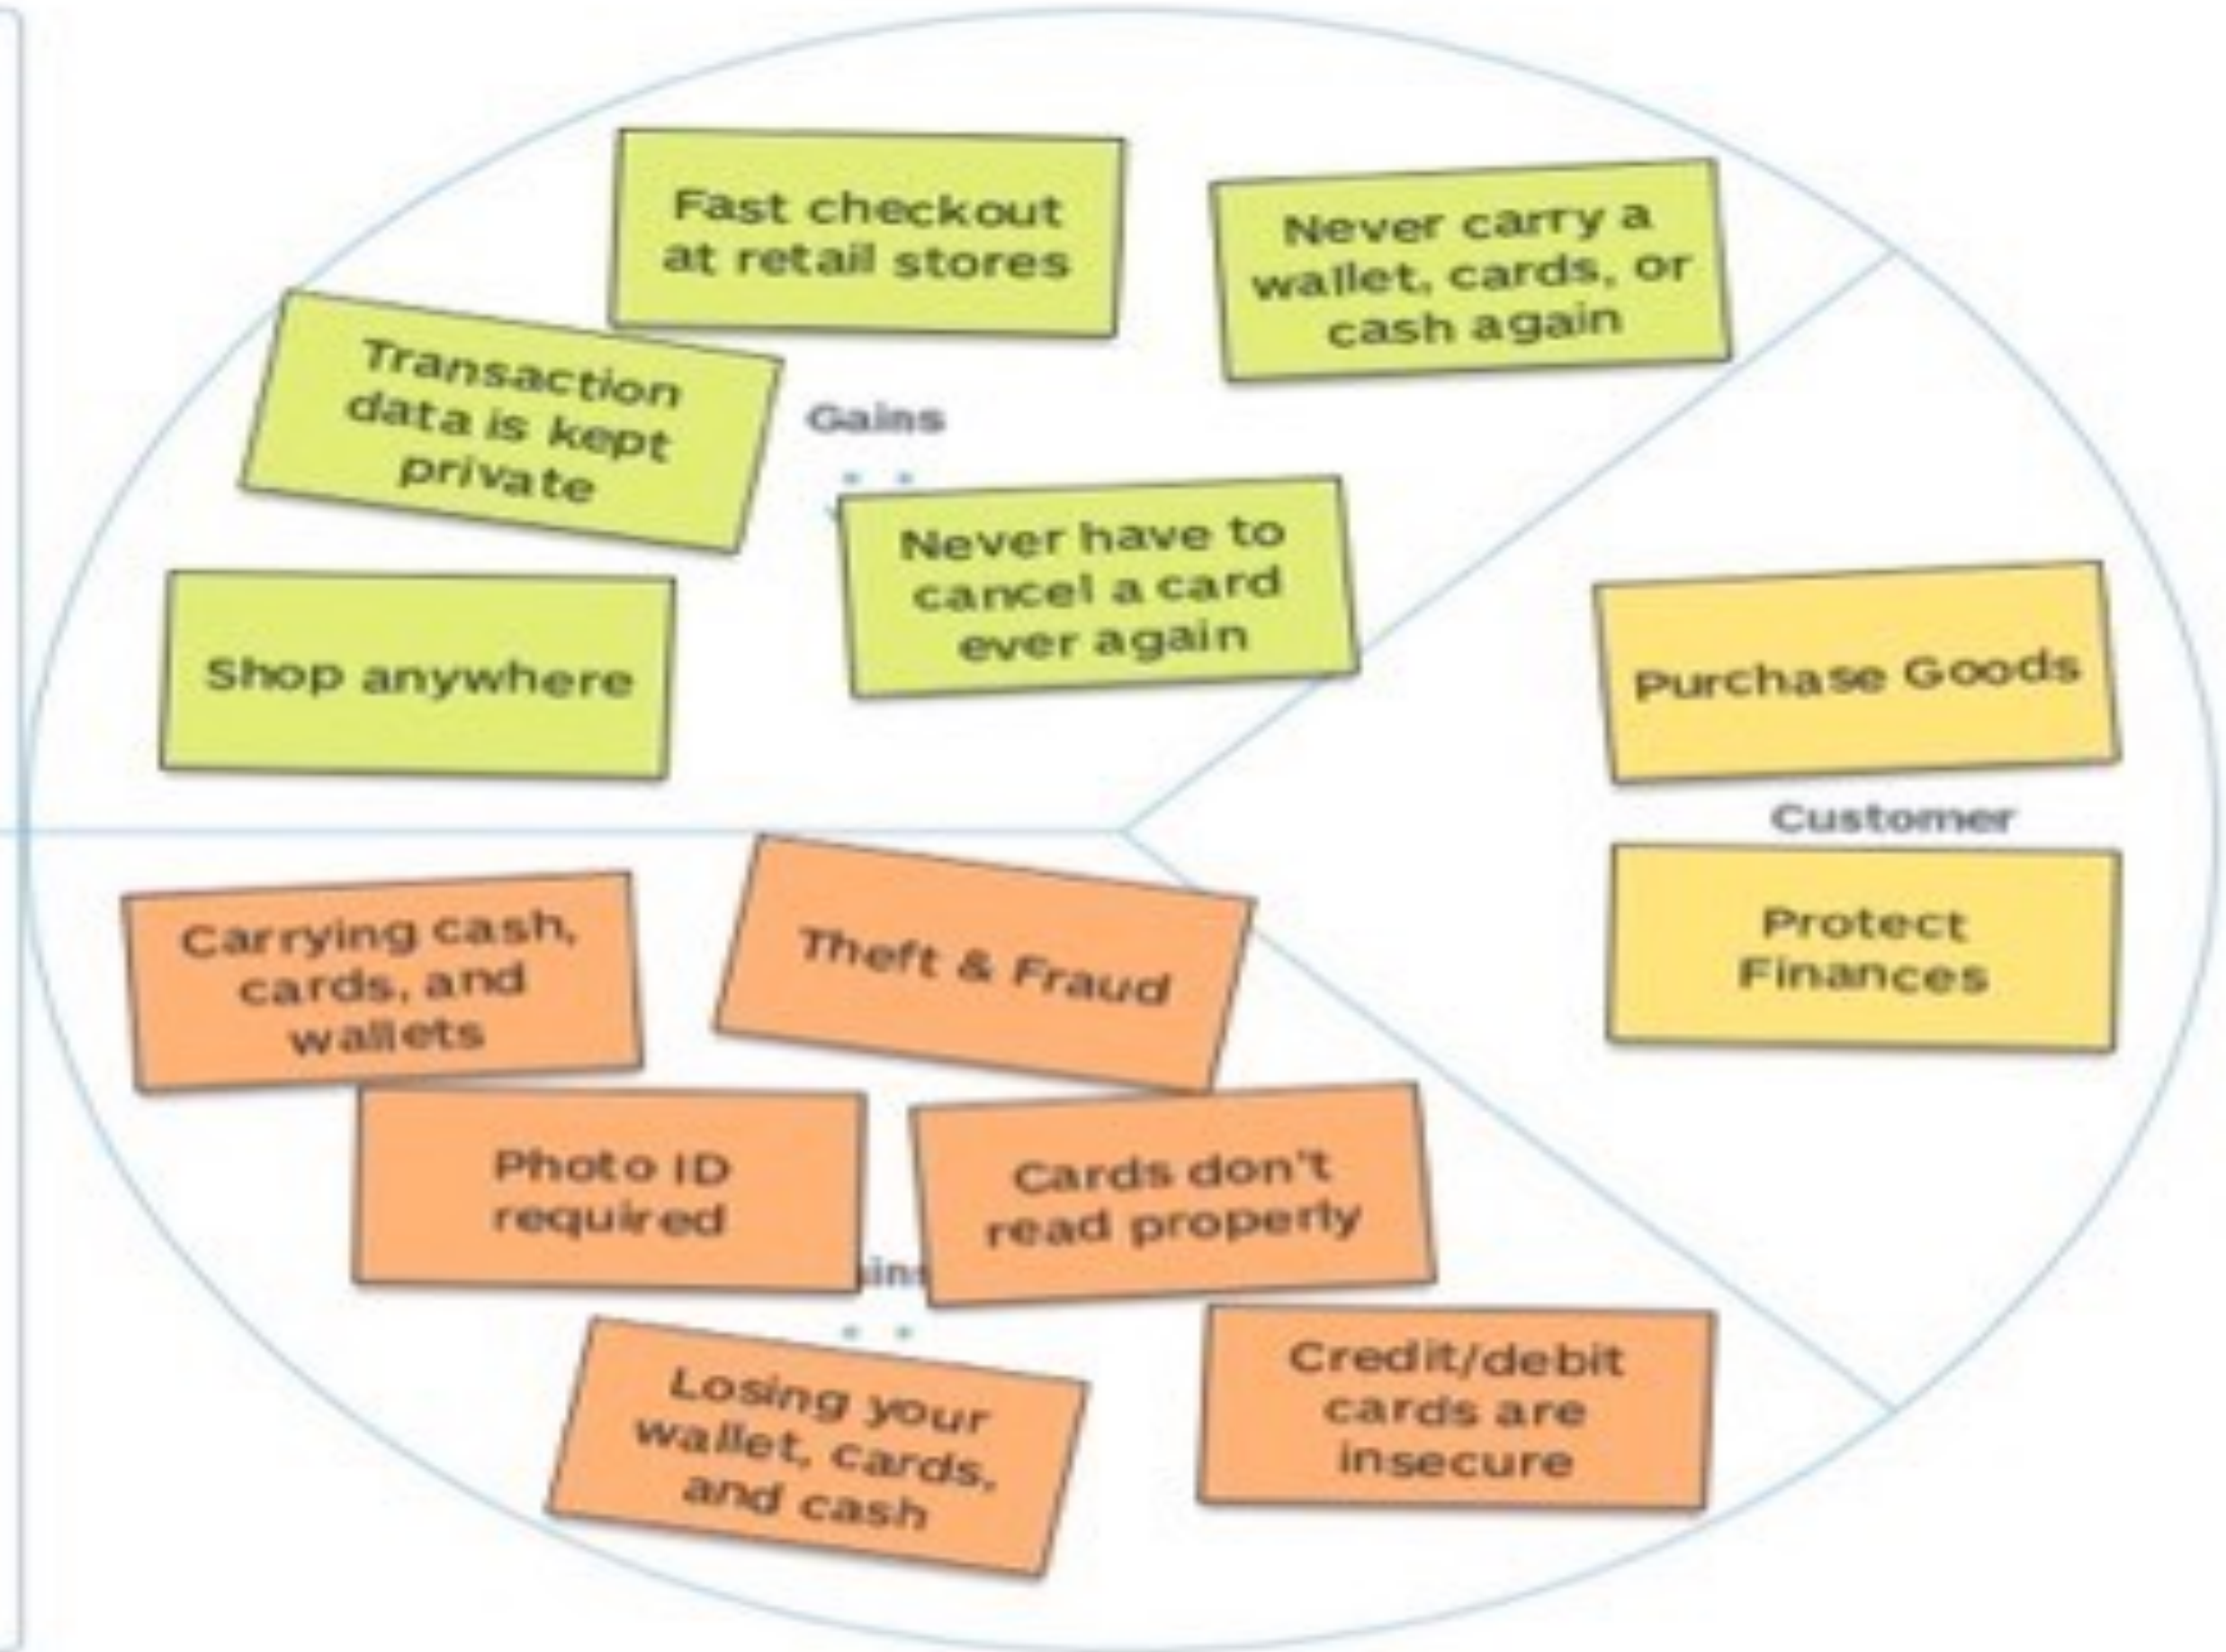 Fast checkout
at retail stores
Never carry a
wallet, cards, or
cash again
Transaction
data is kept
private
Gains
Never have to
cancel a card
ever again
Shop anywhere
Purchase Goods
Customer
Protect
Finances
Carrying cash,
cards, and
wallets
Theft & Fraud
Photo ID
required
Cards don't
read properly
Losing your
wallet, cards,
and cash
Credit/debit
cards are
insecure